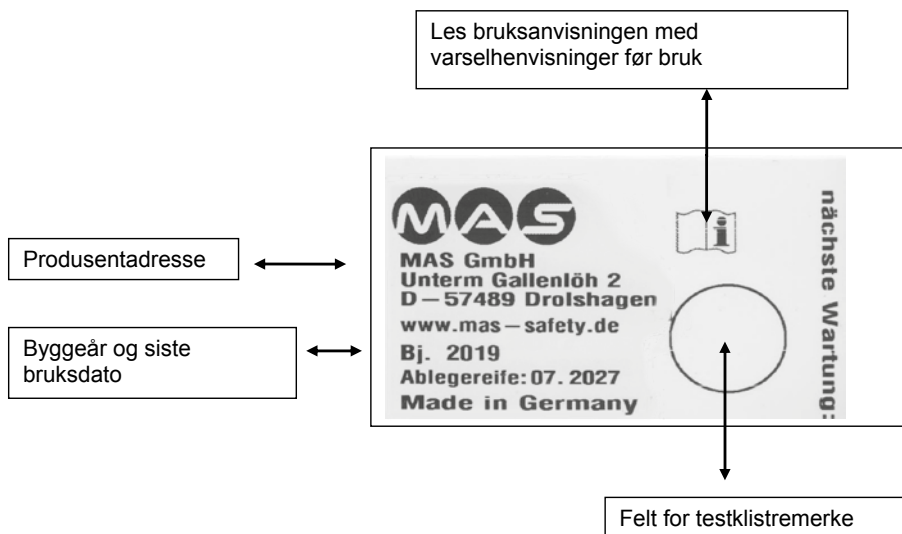 Les bruksanvisningen med
varselhenvisninger før bruk
MAS
MAS GmbH
Unterm Gallenlöh 2
D – 57489 Drolshagen
www.mas – safety.de
Bj. 2019
Ablegereife: 07. 2027
Made in Germany
nächste Wartung:
Produsentadresse
Byggeår og siste
bruksdato
Felt for testklistremerke